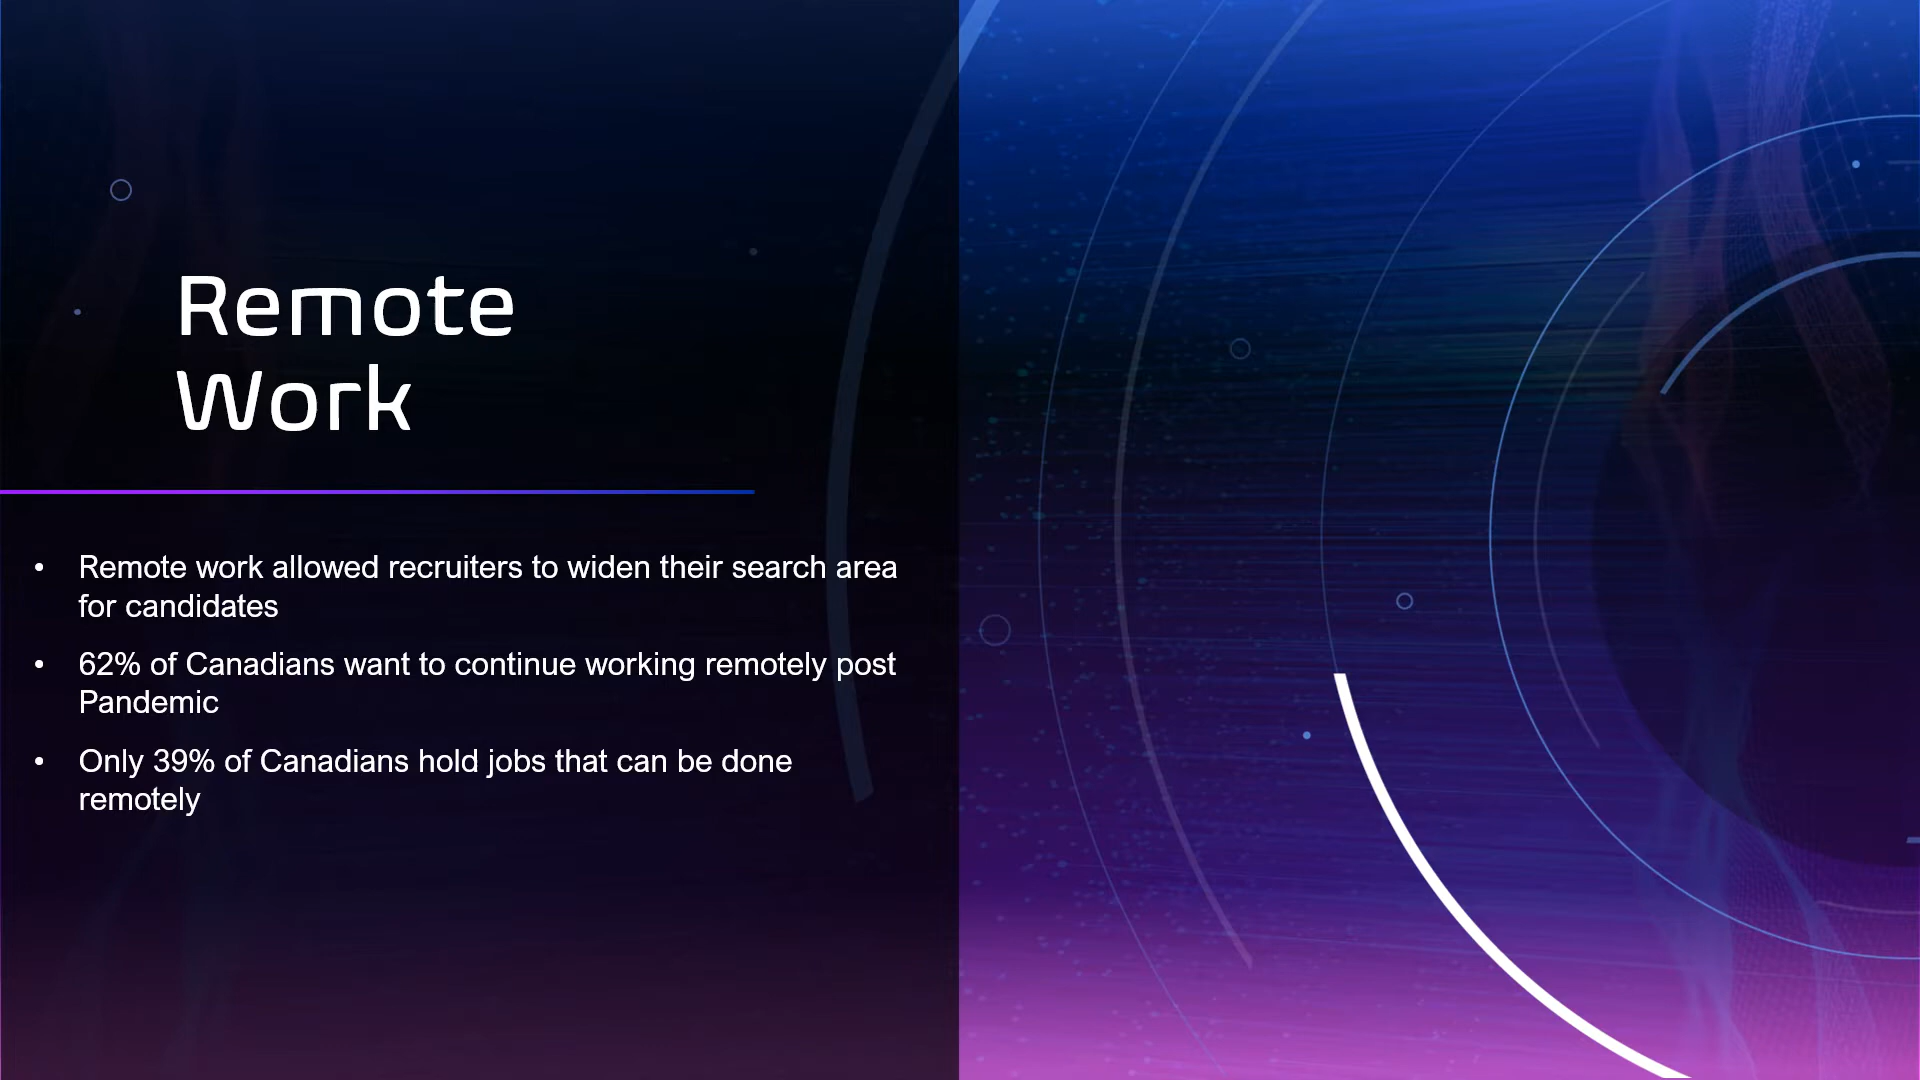 Remote
Work
• Remote work allowed recruiters to widen their search area
for candidates
• 62% of Canadians want to continue working remotely post
Pandemic
• Only 39% of Canadians hold jobs that can be done
remotely